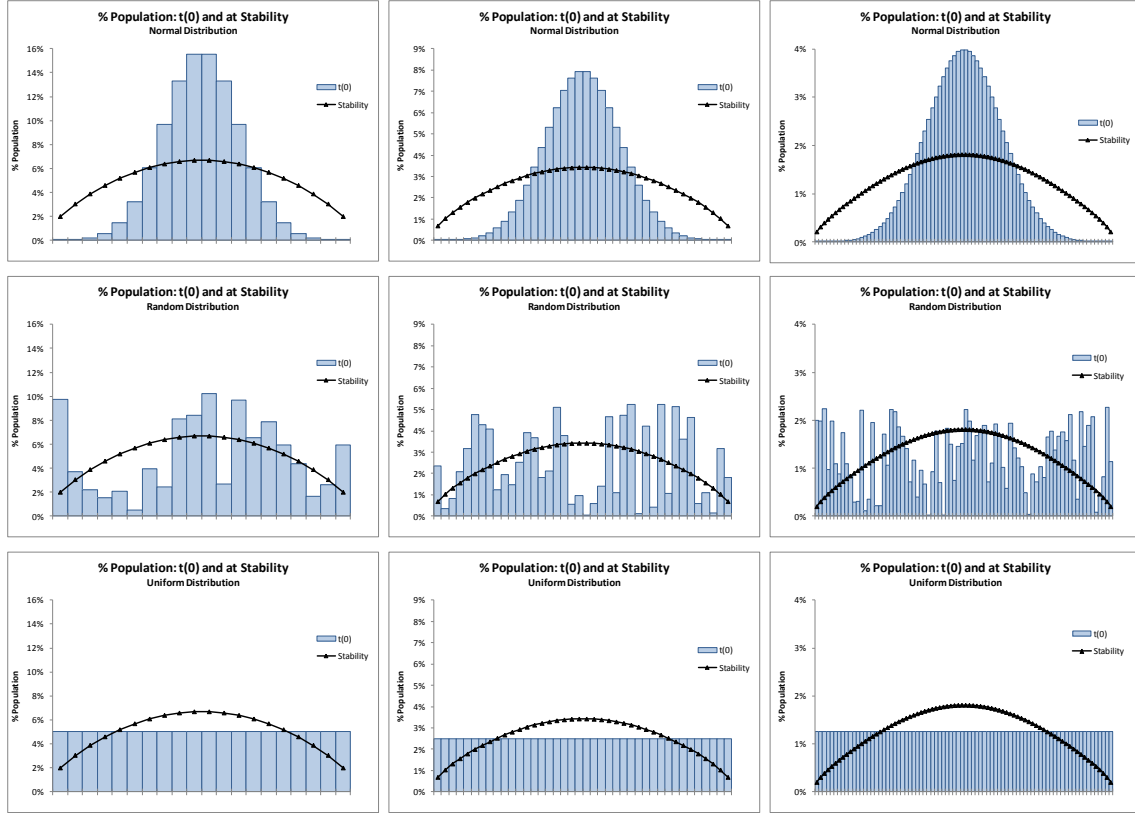 % Population: t(0) and at Stability
Normal Distribution
16%
14%
12%
10%
8%
6%
4%
2%
0%
% Population
t(0)
Stability
% Population: t(0) and at Stability
Normal Distribution
9%
8%
7%
6%
5%
4%
3%
2%
1%
0%
% Population
t(0)
Stability
% Population: t(0) and at Stability
Normal Distribution
4%
3%
2%
1%
0%
% Population
t(0)
Stability
% Population: t(0) and at Stability
Random Distribution
16%
14%
12%
10%
8%
6%
4%
2%
0%
% Population
t(0)
Stability
% Population: t(0) and at Stability
Random Distribution
9%
8%
7%
6%
5%
4%
3%
2%
1%
0%
% Population
t(0)
Stability
% Population: t(0) and at Stability
Random Distribution
4%
3%
2%
1%
0%
% Population
t(0)
Stability
% Population: t(0) and at Stability
Uniform Distribution
16%
14%
12%
10%
8%
6%
4%
2%
0%
% Population
t(0)
Stability
% Population: t(0) and at Stability
Uniform Distribution
9%
8%
7%
6%
5%
4%
3%
2%
1%
0%
% Population
t(0)
Stability
% Population: t(0) and at Stability
Uniform Distribution
4%
3%
2%
1%
0%
% Population
t(0)
Stability